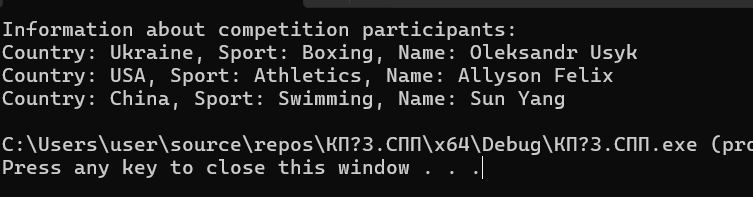 Information about competition participants:
Country: Ukraine, Sport: Boxing, Name: Oleksandr Usyk
Country: USA, Sport: Athletics, Name: Allyson Felix
Country: China, Sport: Swimming, Name: Sun Yang
C:\Users\user\source\repos\КП?3.СПП\x64\Debug\КП?3.СПП.exe (pro
Press any key to close this window . . .